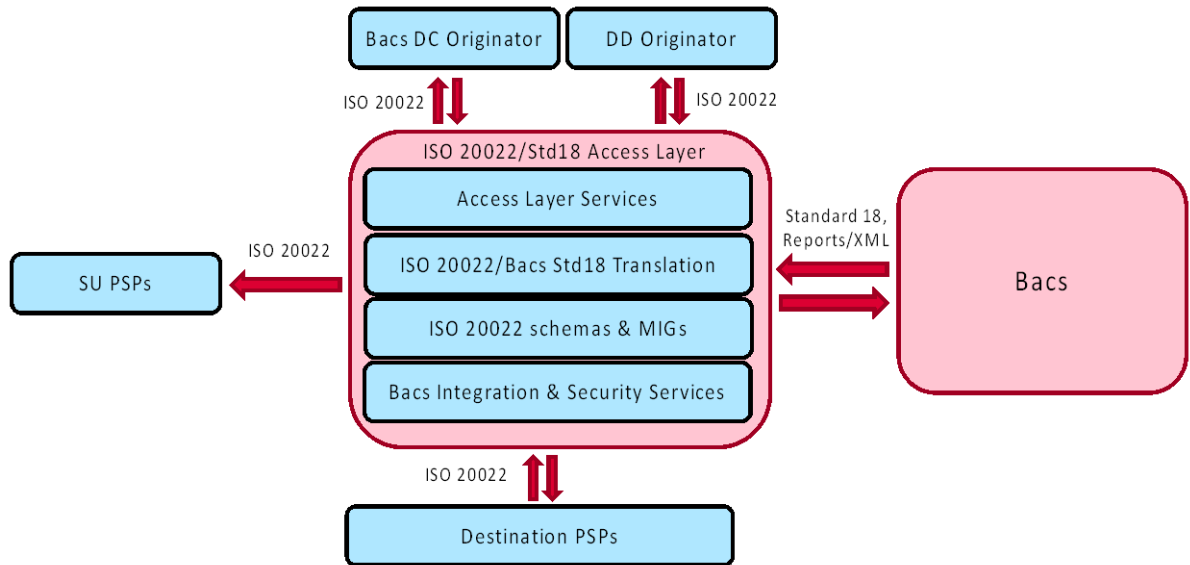 Bacs DC Originator
DD Originator
ISO 20022
ISO 20022
ISO 20022/Std18 Access Layer
Access Layer Services
Standard 18,
Reports/XML
ISO 20022
ISO 20022/Bacs Std18 Translation
SU PSPs
Bacs
ISO 20022 schemas & MIGs
Bacs Integration & Security Services
ISO 20022
Destination PSPs